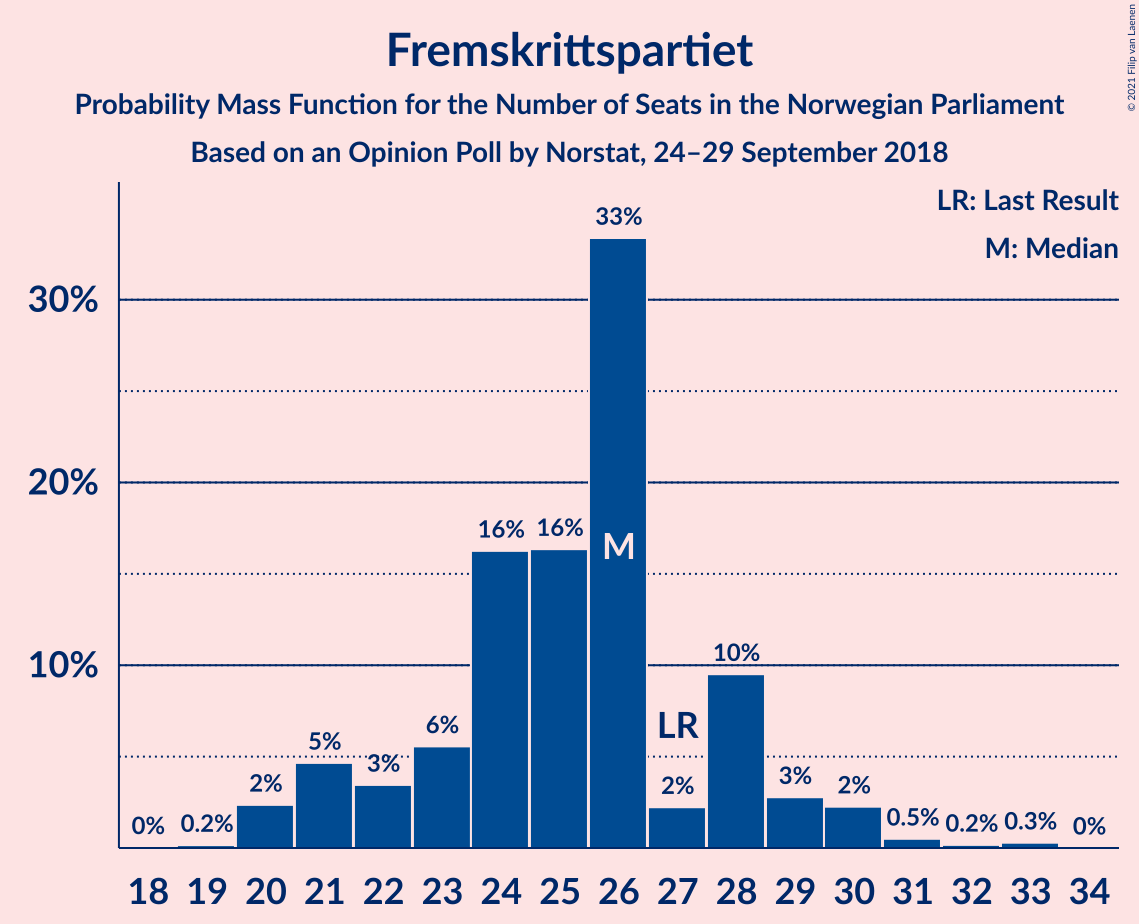 Fremskrittspartiet
Probability Mass Function for the Number of Seats in the Norwegian Parliament
Based on an Opinion Poll by Norstat, 24–29 September 2018
© 2021 Filip van Laenen
LR: Last Result
M: Median
30%
20%
10%
0%
0.2%
2%
5%
3%
6%
16%
16%
33%
M
LR
2%
10%
3%
2%
0.5%
0.2%
0.3%
0%
18 19 20 21 22 23 24 25 26 27 28 29 30 31 32 33 34